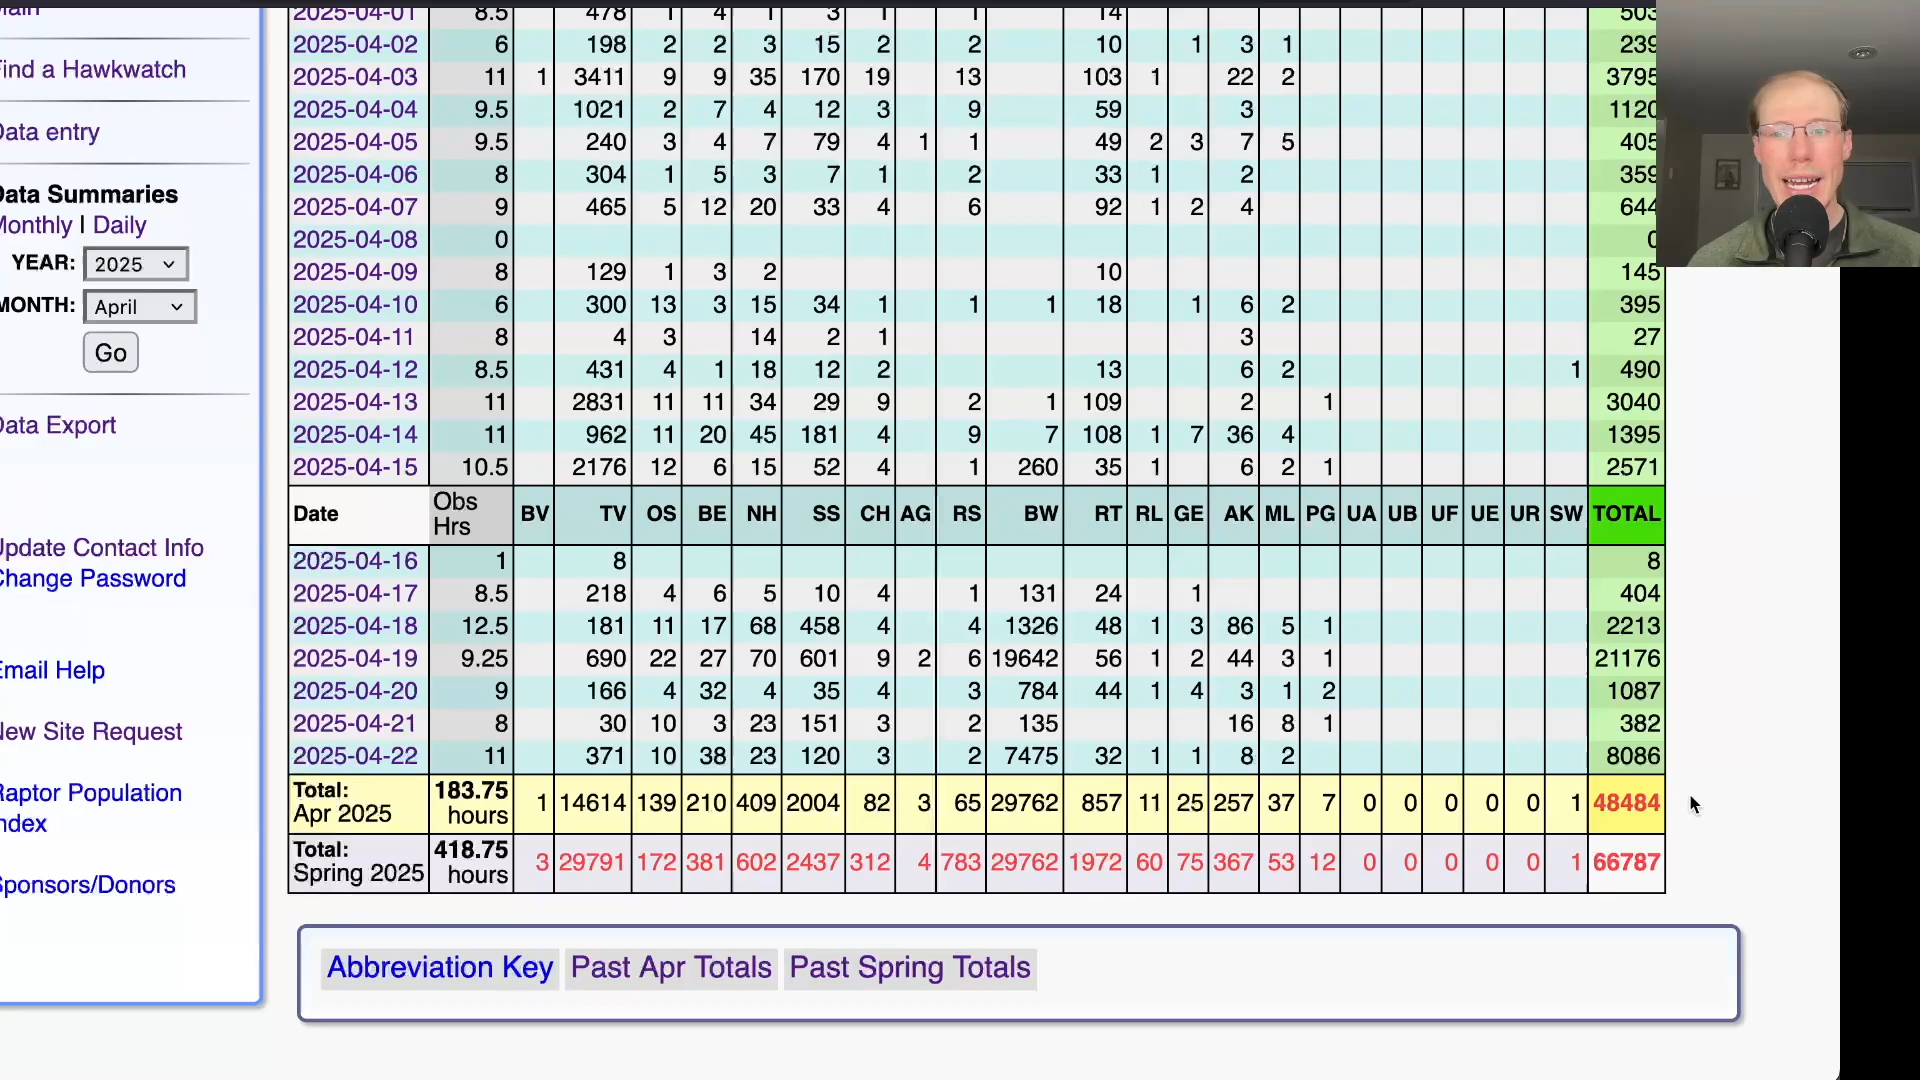 Find a Hawkwatch
Data entry
Data Summaries
Monthly | Daily
YEAR: 2025
MONTH: April
Go
Data Export
Update Contact Info
Change Password
Email Help
New Site Request
Raptor Population
Index
Sponsors/Donors
2025-04-01 8.5 478 1 4 1 3 1 1 14 503
2025-04-02 6 198 2 2 3 15 2 2 10 1 3 1 239
2025-04-03 11 1 3411 9 9 35 170 19 13 103 1 22 2 3795
2025-04-04 9.5 1021 2 7 4 12 3 9 59 3 1120
2025-04-05 9.5 240 3 4 7 79 4 1 1 49 2 3 7 5 405
2025-04-06 8 304 1 5 3 7 1 2 33 1 2 359
2025-04-07 9 465 5 12 20 33 4 6 92 1 2 4 644
2025-04-08 0 0
2025-04-09 8 129 1 3 2 10 145
2025-04-10 6 300 13 3 15 34 1 1 1 18 1 6 2 395
2025-04-11 8 4 3 14 2 1 3 27
2025-04-12 8.5 431 4 1 18 12 2 13 6 2 1 490
2025-04-13 11 2831 11 11 34 29 9 2 1 109 2 1 3040
2025-04-14 11 962 11 20 45 181 4 9 7 108 1 7 36 4 1395
2025-04-15 10.5 2176 12 6 15 52 4 1 260 35 1 6 2 1 2571
Date Obs Hrs BV TV OS BE NH SS CH AG RS BW RT RL GE AK ML PG UA UB UF UE UR SW TOTAL
2025-04-16 1 8 8
2025-04-17 8.5 218 4 6 5 10 4 1 131 24 1 404
2025-04-18 12.5 181 11 17 68 458 4 4 1326 48 1 3 86 5 1 2213
2025-04-19 9.25 690 22 27 70 601 9 2 6 19642 56 1 2 44 3 1 21176
2025-04-20 9 166 4 32 4 35 4 3 784 44 1 4 3 1 2 1087
2025-04-21 8 30 10 3 23 151 3 2 135 16 8 1 382
2025-04-22 11 371 10 38 23 120 3 2 7475 32 1 1 8 2 8086
Total: Apr 2025 183.75 hours 1 14614 139 210 409 2004 82 3 65 29762 857 11 25 257 37 7 0 0 0 0 0 1 48484
Total: Spring 2025 418.75 hours 3 29791 172 381 602 2437 312 4 783 29762 1972 60 75 367 53 12 0 0 0 0 0 1 66787
Abbreviation Key Past Apr Totals Past Spring Totals